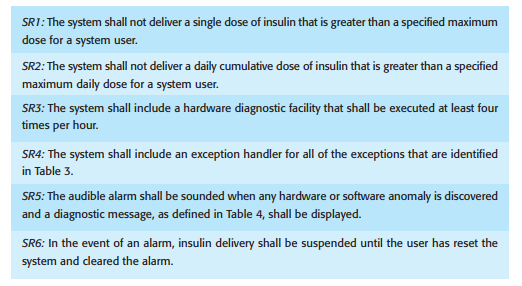 SR1: The system shall not deliver a single dose of insulin that is greater than a specified maximum
dose for a system user.
SR2: The system shall not deliver a daily cumulative dose of insulin that is greater than a specified
maximum daily dose for a system user.
SR3: The system shall include a hardware diagnostic facility that shall be executed at least four
times per hour.
SR4: The system shall include an exception handler for all of the exceptions that are identified
in Table 3.
SR5: The audible alarm shall be sounded when any hardware or software anomaly is discovered
and a diagnostic message, as defined in Table 4, shall be displayed.
SR6: In the event of an alarm, insulin delivery shall be suspended until the user has reset the
system and cleared the alarm.